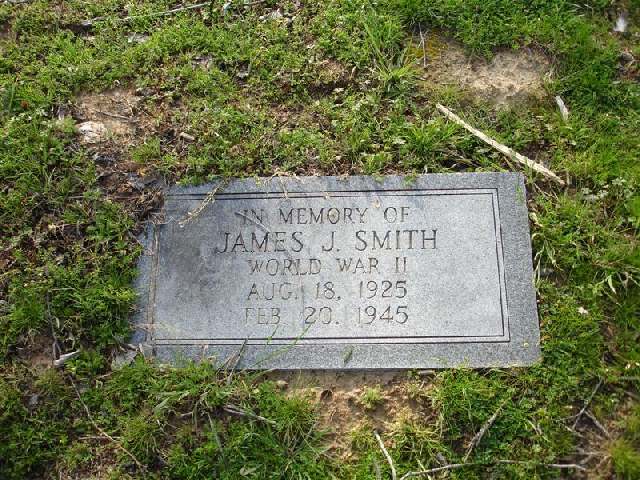 IN MEMORY OF
JAMES J. SMITH
WORLD WAR II
AUG. 18, 1925
FEB. 20, 1945